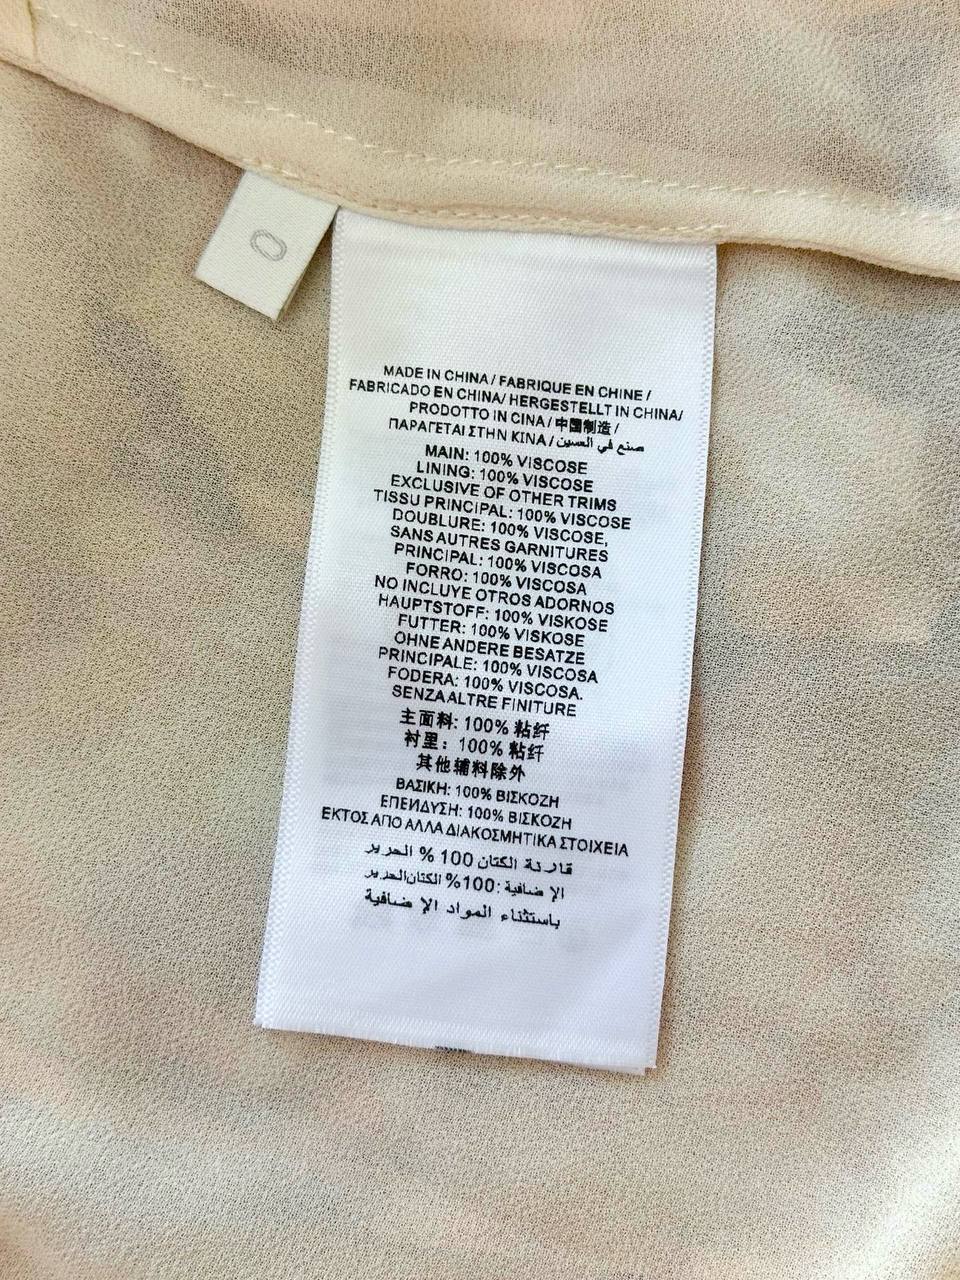 0
MADE IN CHINA / FABRIQUE EN CHINE /
FABRICADO EN CHINA/ HERGESTELLT IN CHINA/
PRODOTTO IN CINA / 中国制造 /
ΠΑΡΑΓΕΤΑΙ ΣΤΗΝ ΚΙΝΑ / صنع في الصين
MAIN: 100% VISCOSE
LINING: 100% VISCOSE
EXCLUSIVE OF OTHER TRIMS
TISSU PRINCIPAL: 100% VISCOSE
DOUBLURE: 100% VISCOSE,
SANS AUTRES GARNITURES
PRINCIPAL: 100% VISCOSA
FORRO: 100% VISCOSA
NO INCLUYE OTROS ADORNOS
HAUPTSTOFF: 100% VISKOSE
FUTTER: 100% VISKOSE
OHNE ANDERE BESATZE
PRINCIPALE: 100% VISCOSA
FODERA: 100% VISCOSA.
SENZA ALTRE FINITURE
主面料: 100% 粘纤
衬里: 100% 粘纤
其他辅料除外
ΒΑΣΙΚΗ: 100% ΒΙΣΚΟΖΗ
ΕΠΕИΔΥΣΗ: 100% ΒΙΣΚΟΖΗ
ΕΚΤΟΣ ΑΠΟ ΑΛΛΑ ΔΙΑΚΟΣΜΗΤΙΚΑ ΣΤΟΙΧΕΙΑ
قارنة الكتان 100 % الحرير
الإ ضافية :100% الكتان الحرير
باستثناء المواد الإ ضافية